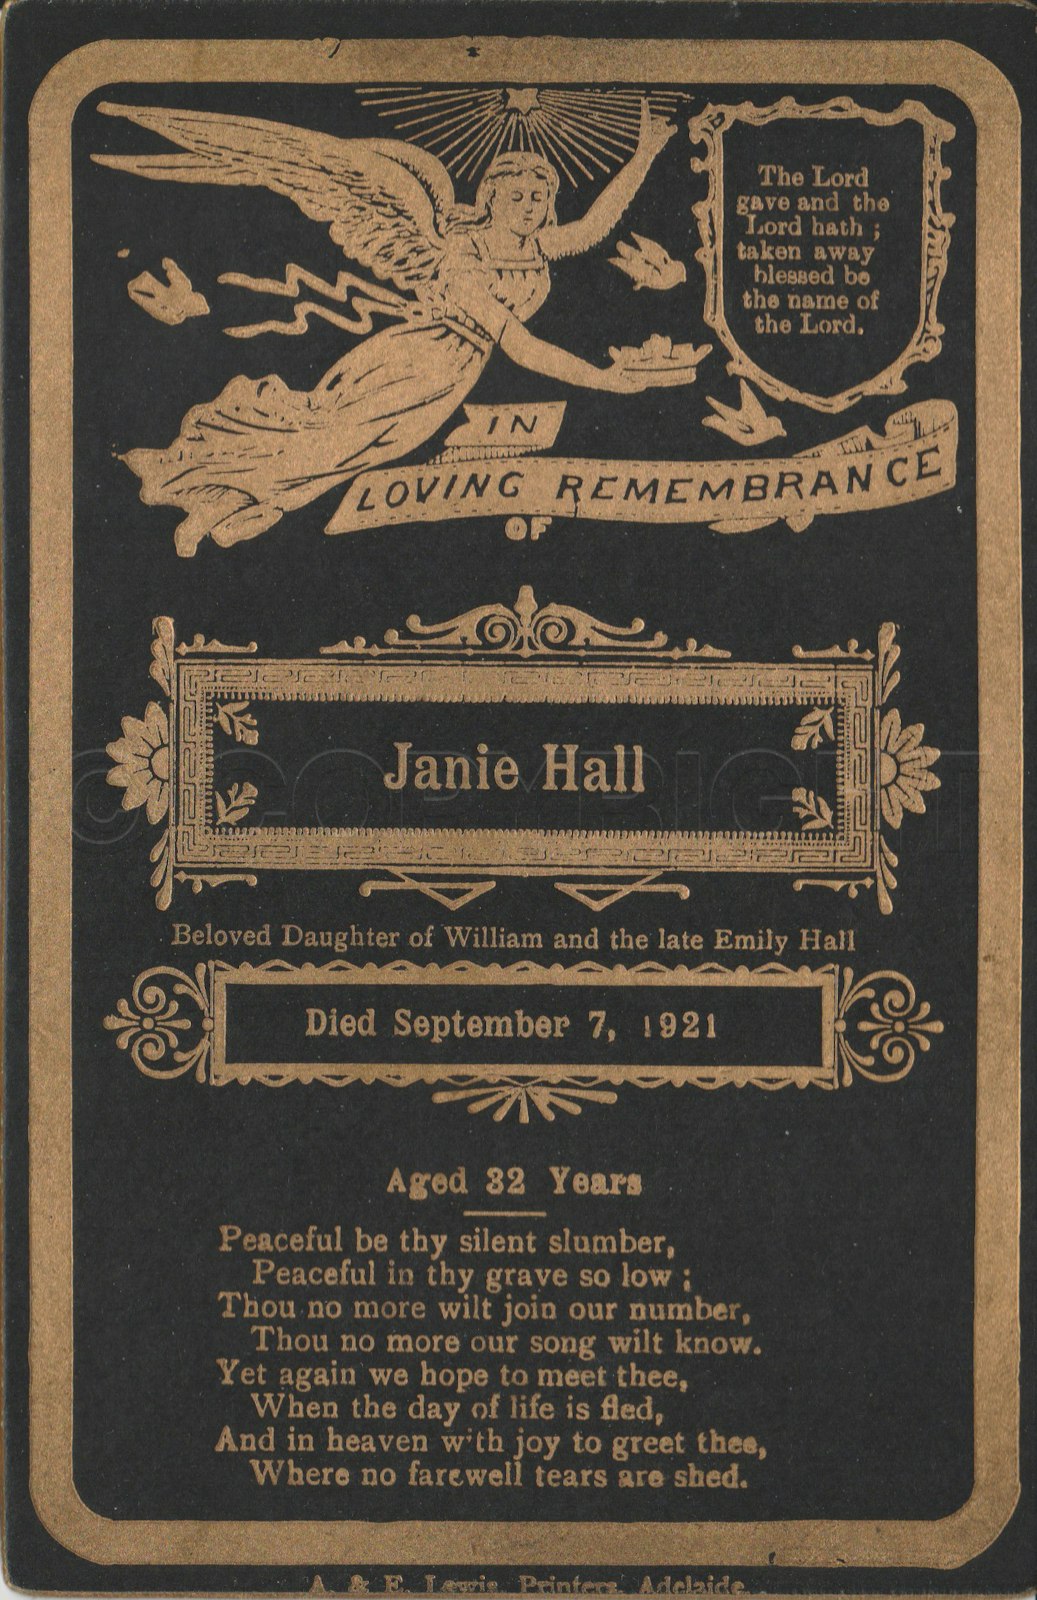 The Lord
gave and the
Lord hath ;
taken away
blessed be
the name of
the Lord.
IN
LOVING REMEMBRANCE
OF
Janie Hall
©COPYRIGHT
Beloved Daughter of William and the late Emily Hall
Died September 7, 1921
Aged 32 Years
Peaceful be thy silent slumber,
Peaceful in thy grave so low ;
Thou no more wilt join our number,
Thou no more our song wilt know.
Yet again we hope to meet thee,
When the day of life is fled,
And in heaven with joy to greet thee,
Where no farewell tears are shed.
A. & E. Lewis, Printers, Adelaide.